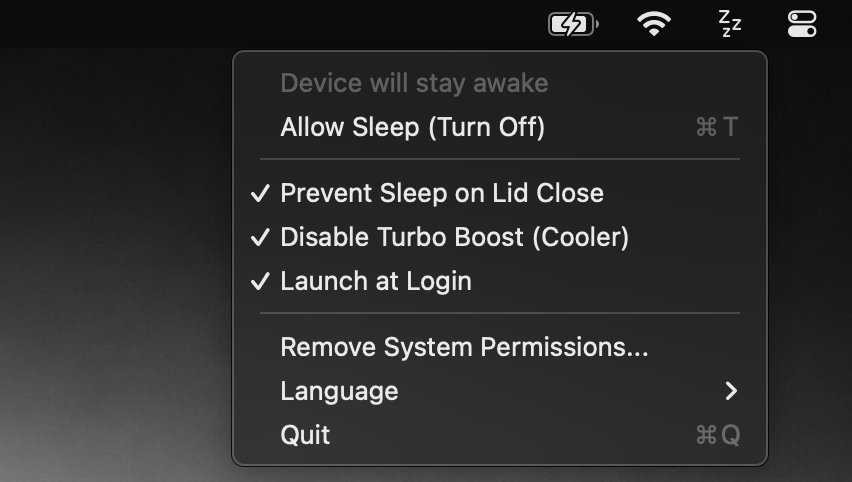 zzz
Device will stay awake
Allow Sleep (Turn Off) ⌘ T
✓ Prevent Sleep on Lid Close
✓ Disable Turbo Boost (Cooler)
✓ Launch at Login
Remove System Permissions...
Language >
Quit ⌘ Q